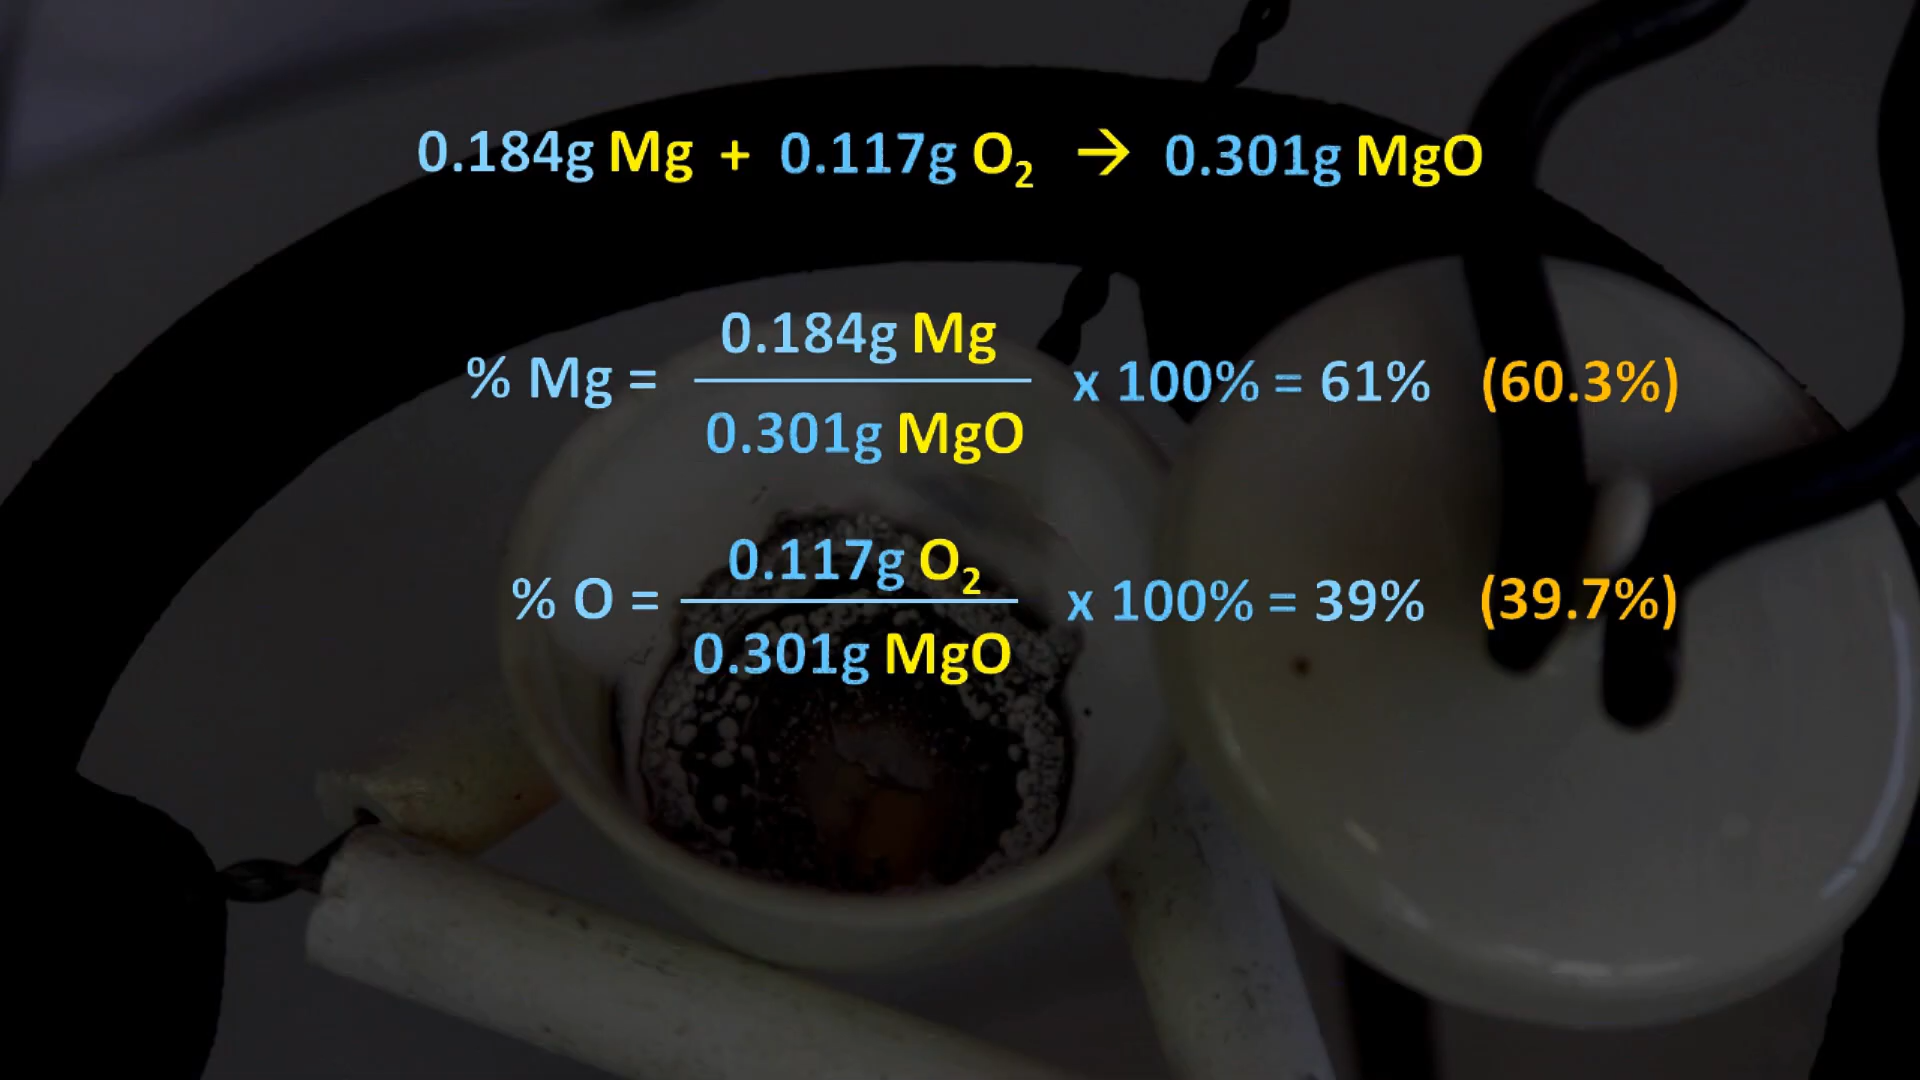 0.184g Mg + 0.117g O₂ → 0.301g MgO
% Mg = 0.184g Mg / 0.301g MgO x 100% = 61% (60.3%)
% O = 0.117g O₂ / 0.301g MgO x 100% = 39% (39.7%)